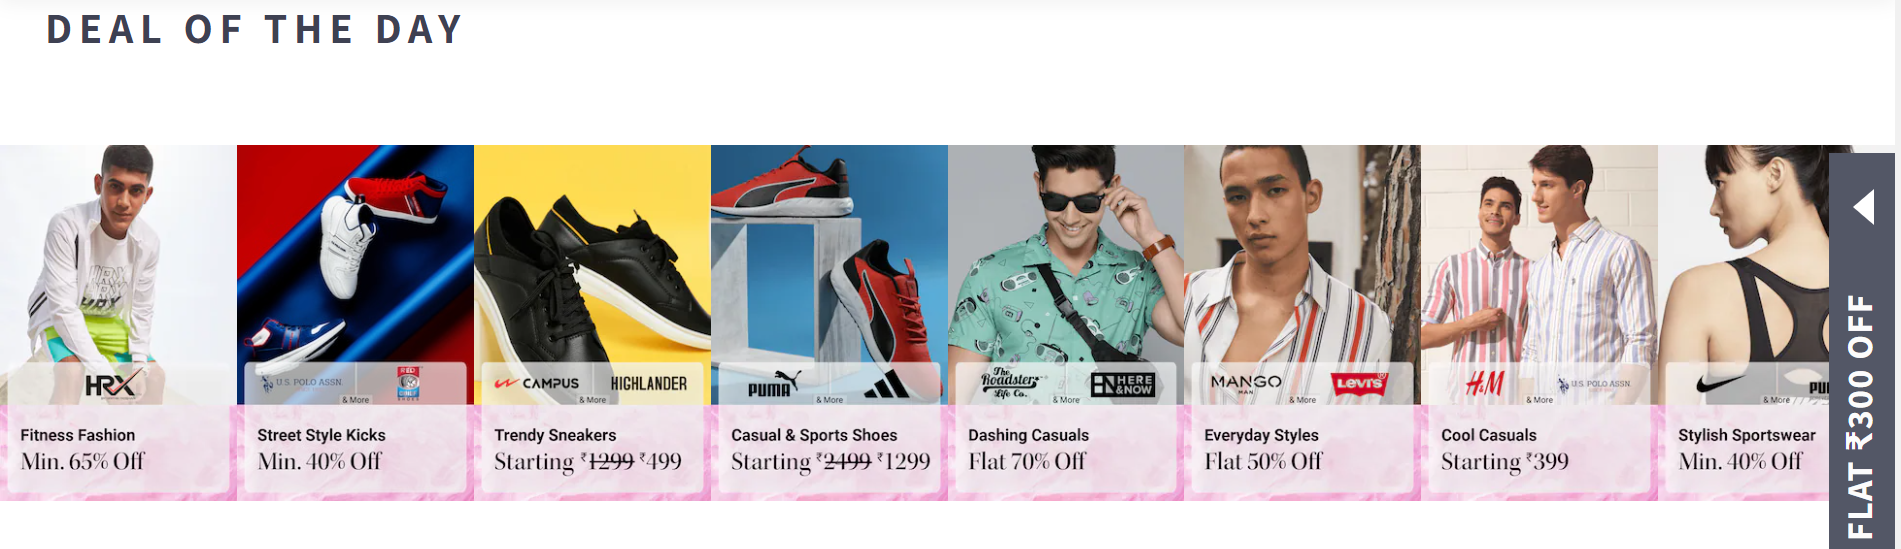 DEAL OF THE DAY
HRX
HRX
Fitness Fashion
Min. 65% Off
U.S. POLO ASSN
RED CHIEF SHOES
& More
Street Style Kicks
Min. 40% Off
CAMPUS
HIGHLANDER
& More
Trendy Sneakers
Starting ₹1299 ₹499
PUMA
& More
Casual & Sports Shoes
Starting ₹2499 ₹1299
The
Roadster
Life Co.
HERE
&NOW
& More
Dashing Casuals
Flat 70% Off
MANGO
MAN
Levi's
& More
Everyday Styles
Flat 50% Off
H&M
U.S. POLO ASSN.
& More
Cool Casuals
Starting ₹399
PU
& More
Stylish Sportswear
Min. 40% Off
FLAT ₹300 OFF